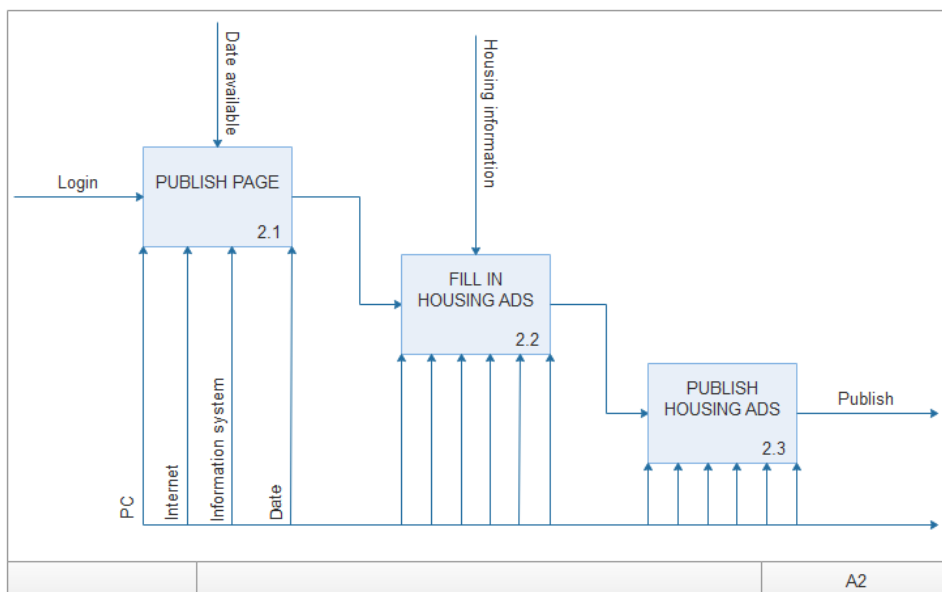 Date available
Housing information
Login
PUBLISH PAGE
2.1
FILL IN
HOUSING ADS
2.2
PUBLISH
HOUSING ADS
2.3
Publish
PC
Internet
Information system
Date
A2